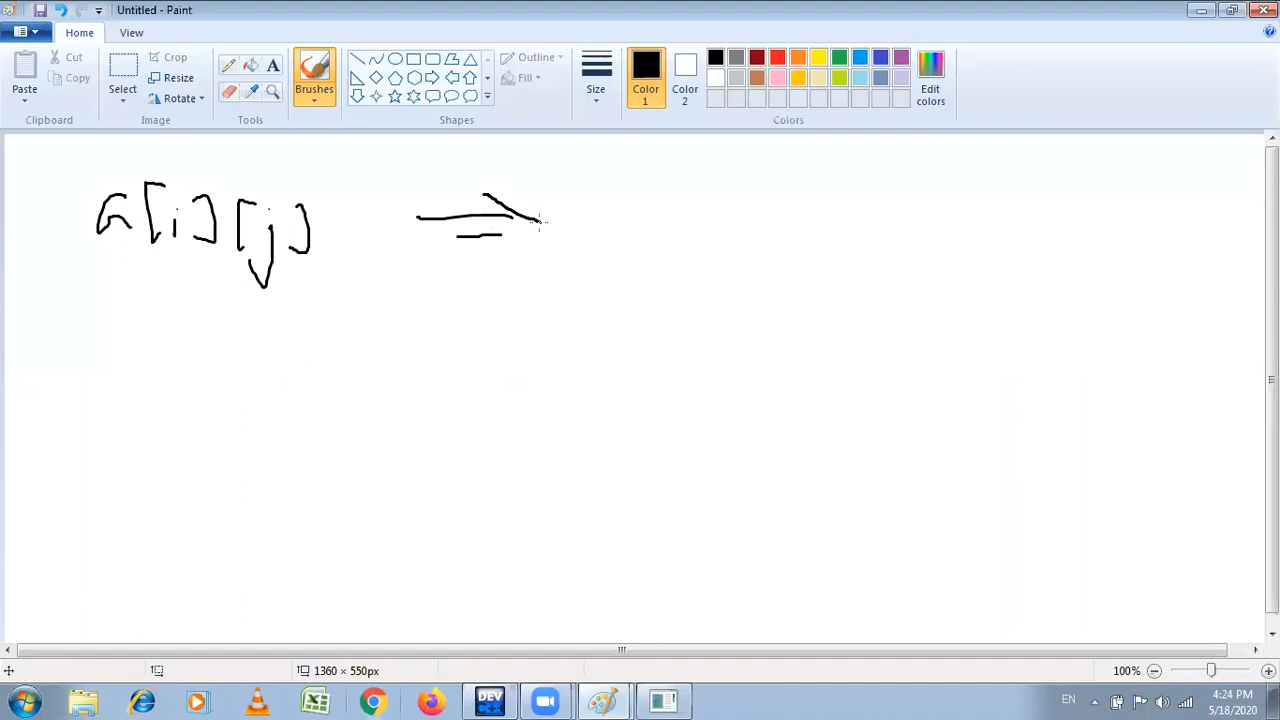 Untitled - Paint
Home View
Paste
Cut
Copy
Clipboard
Select
Crop
Resize
Rotate
Image
A
Tools
Brushes
Outline
Fill
Shapes
Size
Color 1
Color 2
Edit colors
Colors
a[i][j] ⇒
1360 × 550px
100%
DEV
EN
4:24 PM
5/18/2020